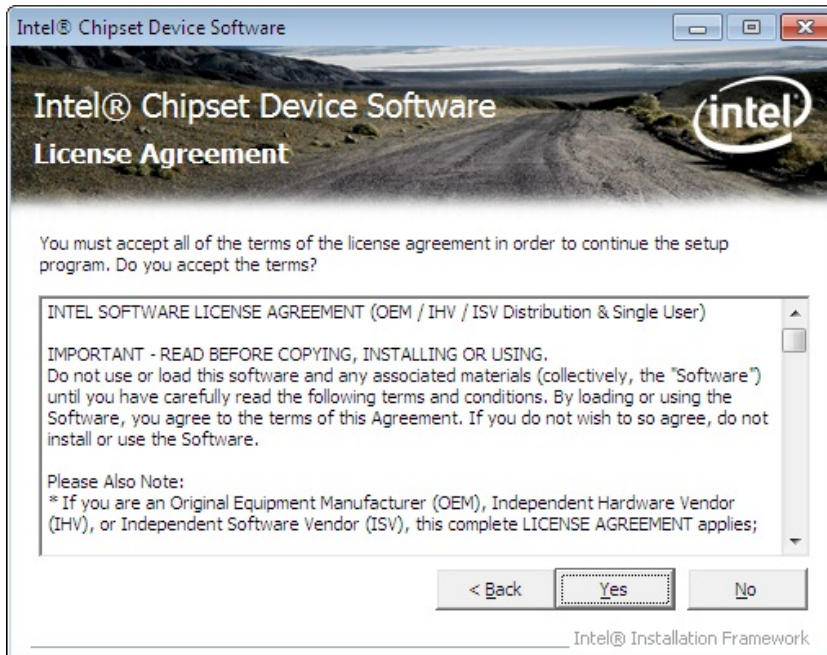 Intel® Chipset Device Software
Intel® Chipset Device Software
intel
License Agreement
You must accept all of the terms of the license agreement in order to continue the setup
program. Do you accept the terms?
INTEL SOFTWARE LICENSE AGREEMENT (OEM / IHV / ISV Distribution & Single User)
IMPORTANT - READ BEFORE COPYING, INSTALLING OR USING.
Do not use or load this software and any associated materials (collectively, the "Software")
until you have carefully read the following terms and conditions. By loading or using the
Software, you agree to the terms of this Agreement. If you do not wish to so agree, do not
install or use the Software.
Please Also Note:
* If you are an Original Equipment Manufacturer (OEM), Independent Hardware Vendor
(IHV), or Independent Software Vendor (ISV), this complete LICENSE AGREEMENT applies;
< Back Yes No
Intel® Installation Framework